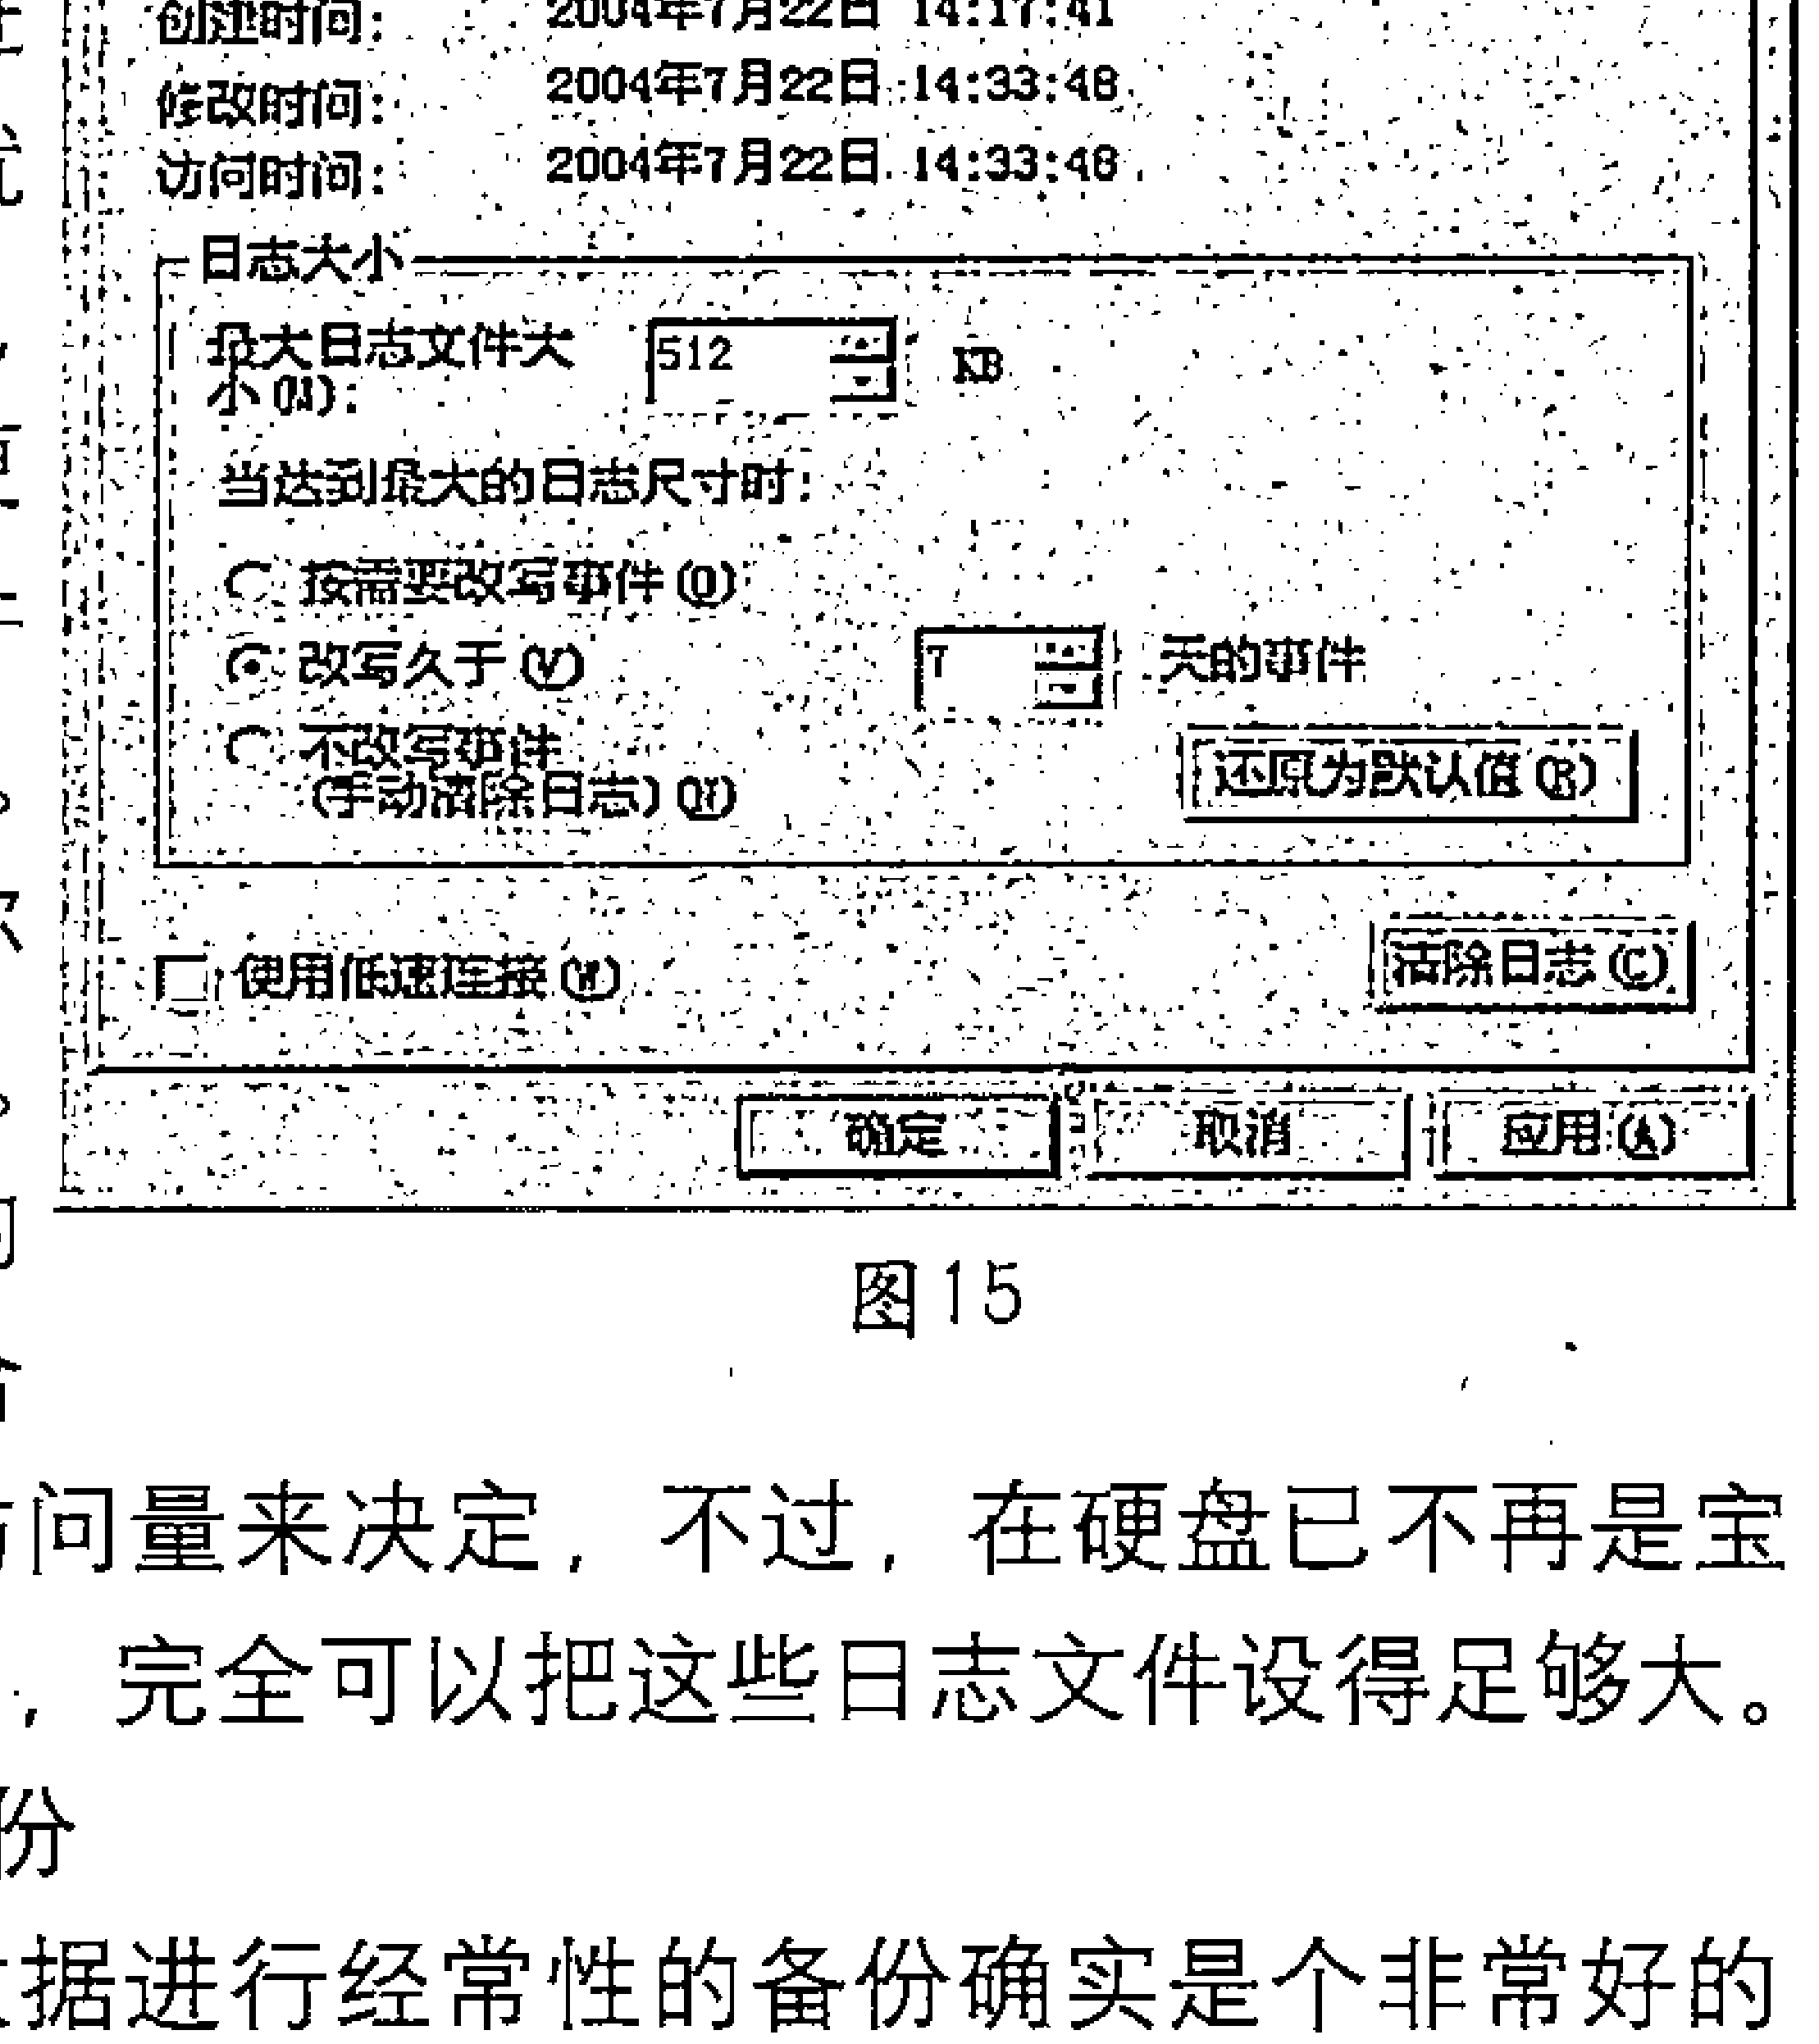 创建时间: 2004年7月22日 14:17:41
修改时间: 2004年7月22日 14:33:48
访问时间: 2004年7月22日 14:33:48
日志大小
最大日志文件大 512 KB
小(M):
当达到最大的日志尺寸时:
按需要改写事件(O)
改写久于(V) 7 天的事件
不改写事件
(手动清除日志)(N) 还原为默认值(R)
使用低速连接(W) 清除日志(C)
确定 取消 应用(A)
图15
问量来决定，不过，在硬盘已不再是宝
，完全可以把这些日志文件设得足够大。
份
据进行经常性的备份确实是个非常好的